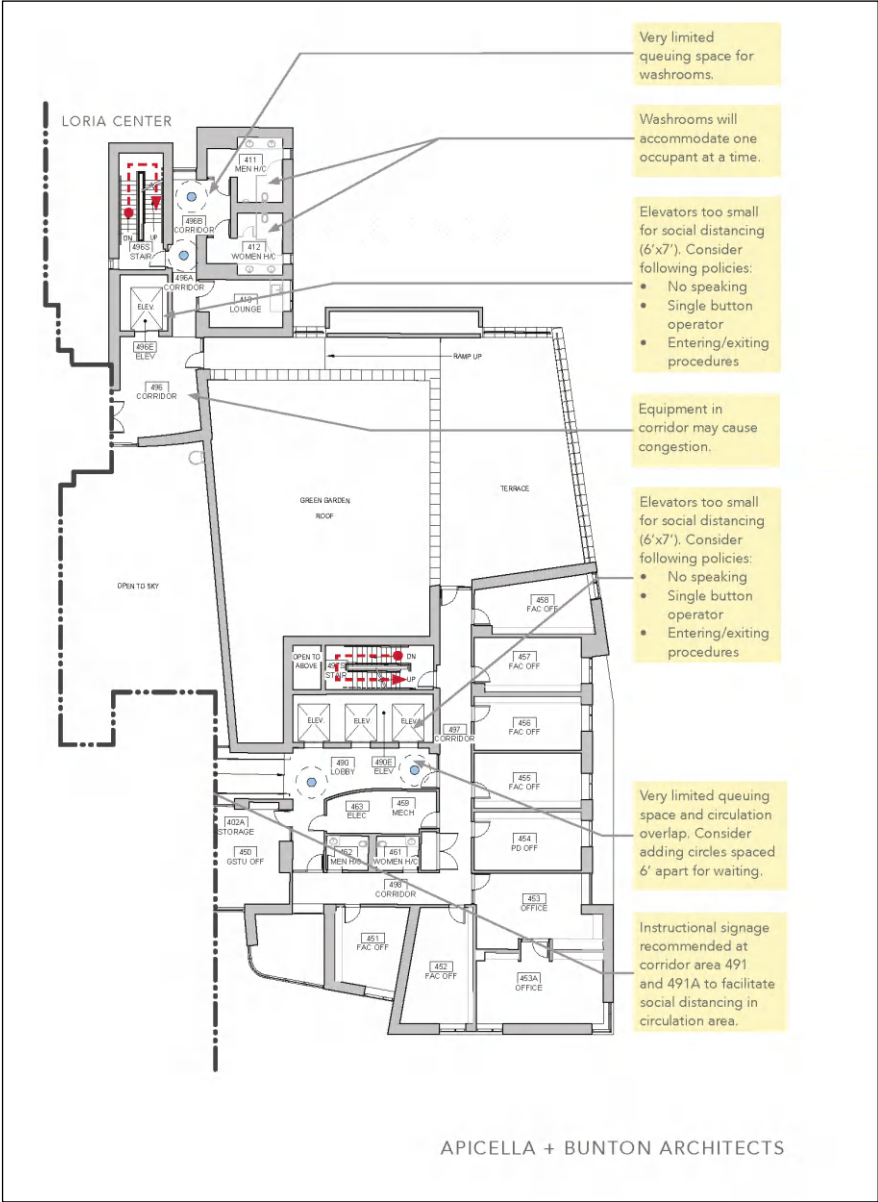 Very limited
queuing space for
washrooms.
LORIA CENTER
Washrooms will
accommodate one
occupant at a time.
411
MEN H/C
496B
CORRIDOR
412
WOMEN H/C
DN
UP
496S
STAIR
496A
CORRIDOR
Elevators too small
for social distancing
(6'x7'). Consider
following policies:
• No speaking
• Single button
operator
• Entering/exiting
procedures
ELEV.
LOUNGE
496E
ELEV
RAMP UP
496
CORRIDOR
Equipment in
corridor may cause
congestion.
GREEN GARDEN
ROOF
TERRACE
OPEN TO SKY
Elevators too small
for social distancing
(6'x7'). Consider
following policies:
• No speaking
• Single button
operator
• Entering/exiting
procedures
458
FAC OFF
OPEN TO
ABOVE
STAIR
DN
UP
457
FAC OFF
ELEV.
ELEV.
ELEV.
456
FAC OFF
497
CORRIDOR
490
LOBBY
490E
ELEV
455
FAC OFF
Very limited queuing
space and circulation
overlap. Consider
adding circles spaced
6' apart for waiting.
463
ELEC
459
MECH
402A
STORAGE
454
PD OFF
450
GSTU OFF
462
MEN H/C
461
WOMEN H/C
498
CORRIDOR
453
OFFICE
Instructional signage
recommended at
corridor area 491
and 491A to facilitate
social distancing in
circulation area.
451
FAC OFF
452
FAC OFF
453A
OFFICE
APICELLA + BUNTON ARCHITECTS